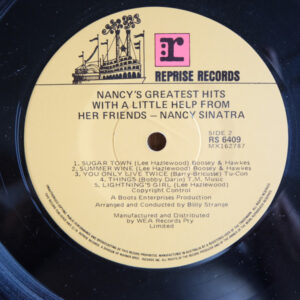 r
REPRISE RECORDS
NANCY'S GREATEST HITS
WITH A LITTLE HELP FROM
HER FRIENDS – NANCY SINATRA
SIDE 2
RS 6409
MX162787
1. SUGAR TOWN (Lee Hazlewood) Boosey & Hawkes
2. SUMMER WINE (Lee Hazlewood) Boosey & Hawkes
3. YOU ONLY LIVE TWICE (Barry-Bricusse) Tu-Con
4. THINGS (Bobby Darin) T.M. Music
5. LIGHTNING'S GIRL (Lee Hazlewood)
Copyright Control
A Boots Enterprises Production
Arranged and Conducted by Billy Strange
Manufactured and Distributed
by WEA Records Pty
Limited